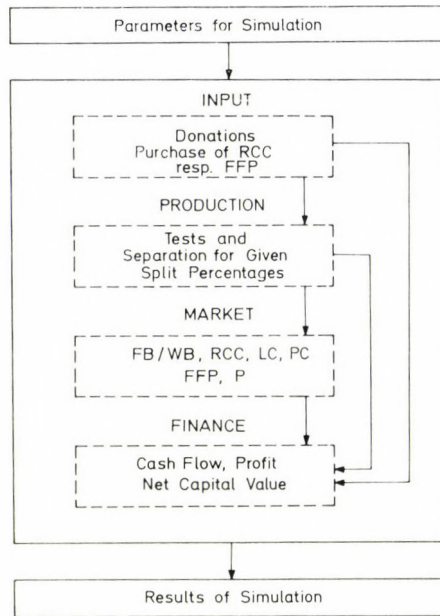 Parameters for Simulation
INPUT
Donations
Purchase of RCC
resp. FFP
PRODUCTION
Tests and
Separation for Given
Split Percentages
MARKET
FB/WB, RCC, LC, PC
FFP, P
FINANCE
Cash Flow, Profit
Net Capital Value
Results of Simulation